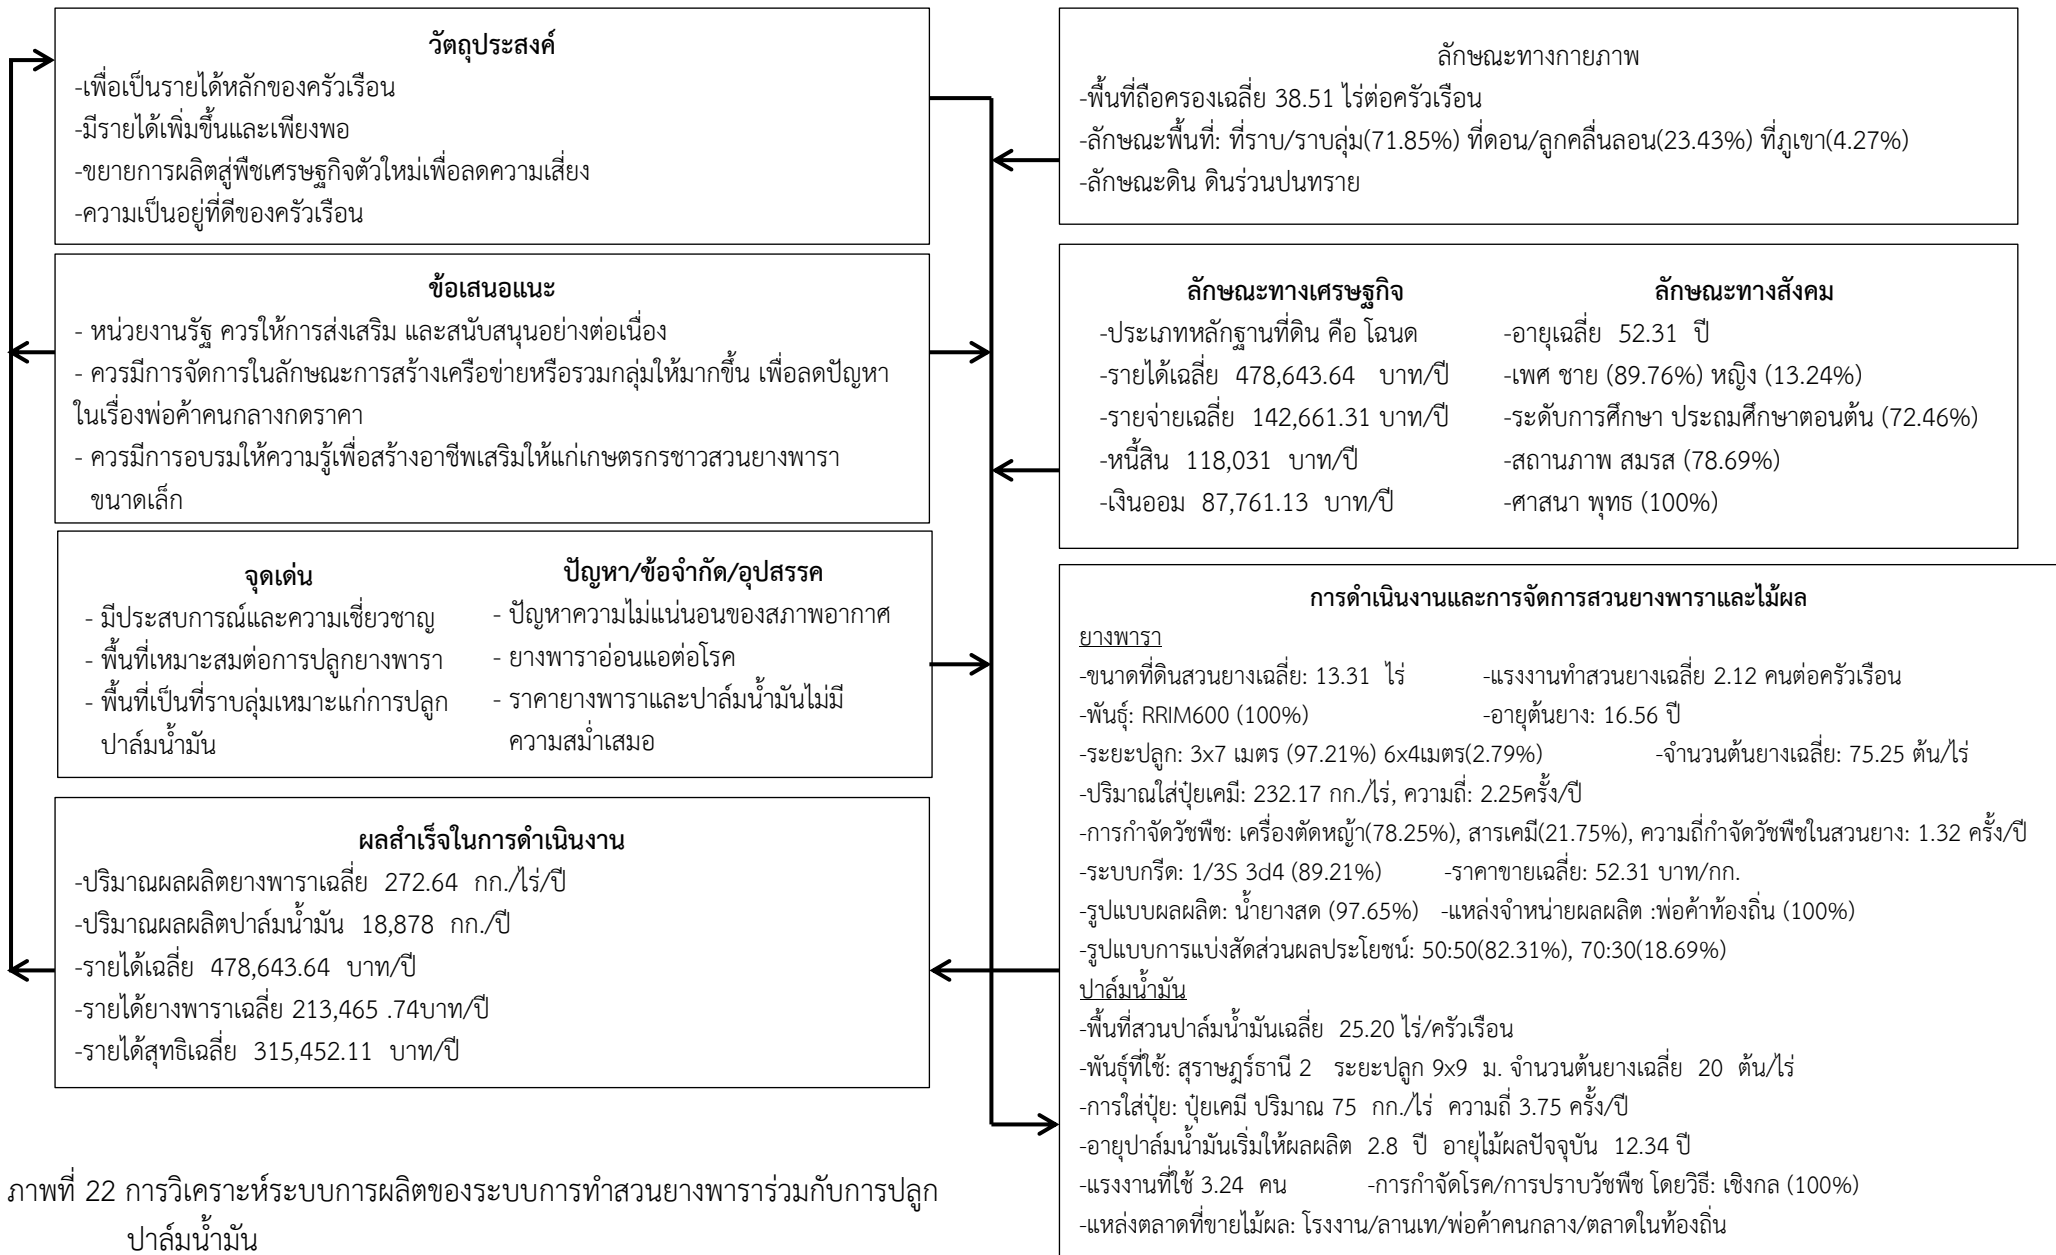 วัตถุประสงค์
-เพื่อเป็นรายได้หลักของครัวเรือน
-มีรายได้เพิ่มขึ้นและเพียงพอ
-ขยายการผลิตสู่พืชเศรษฐกิจตัวใหม่เพื่อลดความเสี่ยง
-ความเป็นอยู่ที่ดีของครัวเรือน
ข้อเสนอแนะ
- หน่วยงานรัฐ ควรให้การส่งเสริม และสนับสนุนอย่างต่อเนื่อง
- ควรมีการจัดการในลักษณะการสร้างเครือข่ายหรือรวมกลุ่มให้มากขึ้น เพื่อลดปัญหา
ในเรื่องพ่อค้าคนกลางกดราคา
- ควรมีการอบรมให้ความรู้เพื่อสร้างอาชีพเสริมให้แก่เกษตรกรชาวสวนยางพารา
ขนาดเล็ก
จุดเด่น
- มีประสบการณ์และความเชี่ยวชาญ
- พื้นที่เหมาะสมต่อการปลูกยางพารา
- พื้นที่เป็นที่ราบลุ่มเหมาะแก่การปลูก
ปาล์มน้ำมัน
ปัญหา/ข้อจำกัด/อุปสรรค
- ปัญหาความไม่แน่นอนของสภาพอากาศ
- ยางพาราอ่อนแอต่อโรค
- ราคายางพาราและปาล์มน้ำมันไม่มี
ความสม่ำเสมอ
ผลสำเร็จในการดำเนินงาน
-ปริมาณผลผลิตยางพาราเฉลี่ย 272.64 กก./ไร่/ปี
-ปริมาณผลผลิตปาล์มน้ำมัน 18,878 กก./ปี
-รายได้เฉลี่ย 478,643.64 บาท/ปี
-รายได้ยางพาราเฉลี่ย 213,465 .74บาท/ปี
-รายได้สุทธิเฉลี่ย 315,452.11 บาท/ปี
ลักษณะทางกายภาพ
-พื้นที่ถือครองเฉลี่ย 38.51 ไร่ต่อครัวเรือน
-ลักษณะพื้นที่: ที่ราบ/ราบลุ่ม(71.85%) ที่ดอน/ลูกคลื่นลอน(23.43%) ที่ภูเขา(4.27%)
-ลักษณะดิน ดินร่วนปนทราย
ลักษณะทางเศรษฐกิจ
-ประเภทหลักฐานที่ดิน คือ โฉนด
-รายได้เฉลี่ย 478,643.64 บาท/ปี
-รายจ่ายเฉลี่ย 142,661.31 บาท/ปี
-หนี้สิน 118,031 บาท/ปี
-เงินออม 87,761.13 บาท/ปี
ลักษณะทางสังคม
-อายุเฉลี่ย 52.31 ปี
-เพศ ชาย (89.76%) หญิง (13.24%)
-ระดับการศึกษา ประถมศึกษาตอนต้น (72.46%)
-สถานภาพ สมรส (78.69%)
-ศาสนา พุทธ (100%)
การดำเนินงานและการจัดการสวนยางพาราและไม้ผล
ยางพารา
-ขนาดที่ดินสวนยางเฉลี่ย: 13.31 ไร่ -แรงงานทำสวนยางเฉลี่ย 2.12 คนต่อครัวเรือน
-พันธุ์: RRIM600 (100%) -อายุต้นยาง: 16.56 ปี
-ระยะปลูก: 3x7 เมตร (97.21%) 6x4เมตร(2.79%) -จำนวนต้นยางเฉลี่ย: 75.25 ต้น/ไร่
-ปริมาณใส่ปุ๋ยเคมี: 232.17 กก./ไร่, ความถี่: 2.25ครั้ง/ปี
-การกำจัดวัชพืช: เครื่องตัดหญ้า(78.25%), สารเคมี(21.75%), ความถี่กำจัดวัชพืชในสวนยาง: 1.32 ครั้ง/ปี
-ระบบกรีด: 1/3S 3d4 (89.21%) -ราคาขายเฉลี่ย: 52.31 บาท/กก.
-รูปแบบผลผลิต: น้ำยางสด (97.65%) -แหล่งจำหน่ายผลผลิต :พ่อค้าท้องถิ่น (100%)
-รูปแบบการแบ่งสัดส่วนผลประโยชน์: 50:50(82.31%), 70:30(18.69%)
ปาล์มน้ำมัน
-พื้นที่สวนปาล์มน้ำมันเฉลี่ย 25.20 ไร่/ครัวเรือน
-พันธุ์ที่ใช้: สุราษฎร์ธานี 2 ระยะปลูก 9x9 ม. จำนวนต้นยางเฉลี่ย 20 ต้น/ไร่
-การใส่ปุ๋ย: ปุ๋ยเคมี ปริมาณ 75 กก./ไร่ ความถี่ 3.75 ครั้ง/ปี
-อายุปาล์มน้ำมันเริ่มให้ผลผลิต 2.8 ปี อายุไม้ผลปัจจุบัน 12.34 ปี
-แรงงานที่ใช้ 3.24 คน -การกำจัดโรค/การปราบวัชพืช โดยวิธี: เชิงกล (100%)
-แหล่งตลาดที่ขายไม้ผล: โรงงาน/ลานเท/พ่อค้าคนกลาง/ตลาดในท้องถิ่น
ภาพที่ 22 การวิเคราะห์ระบบการผลิตของระบบการทำสวนยางพาราร่วมกับการปลูก
ปาล์มน้ำมัน